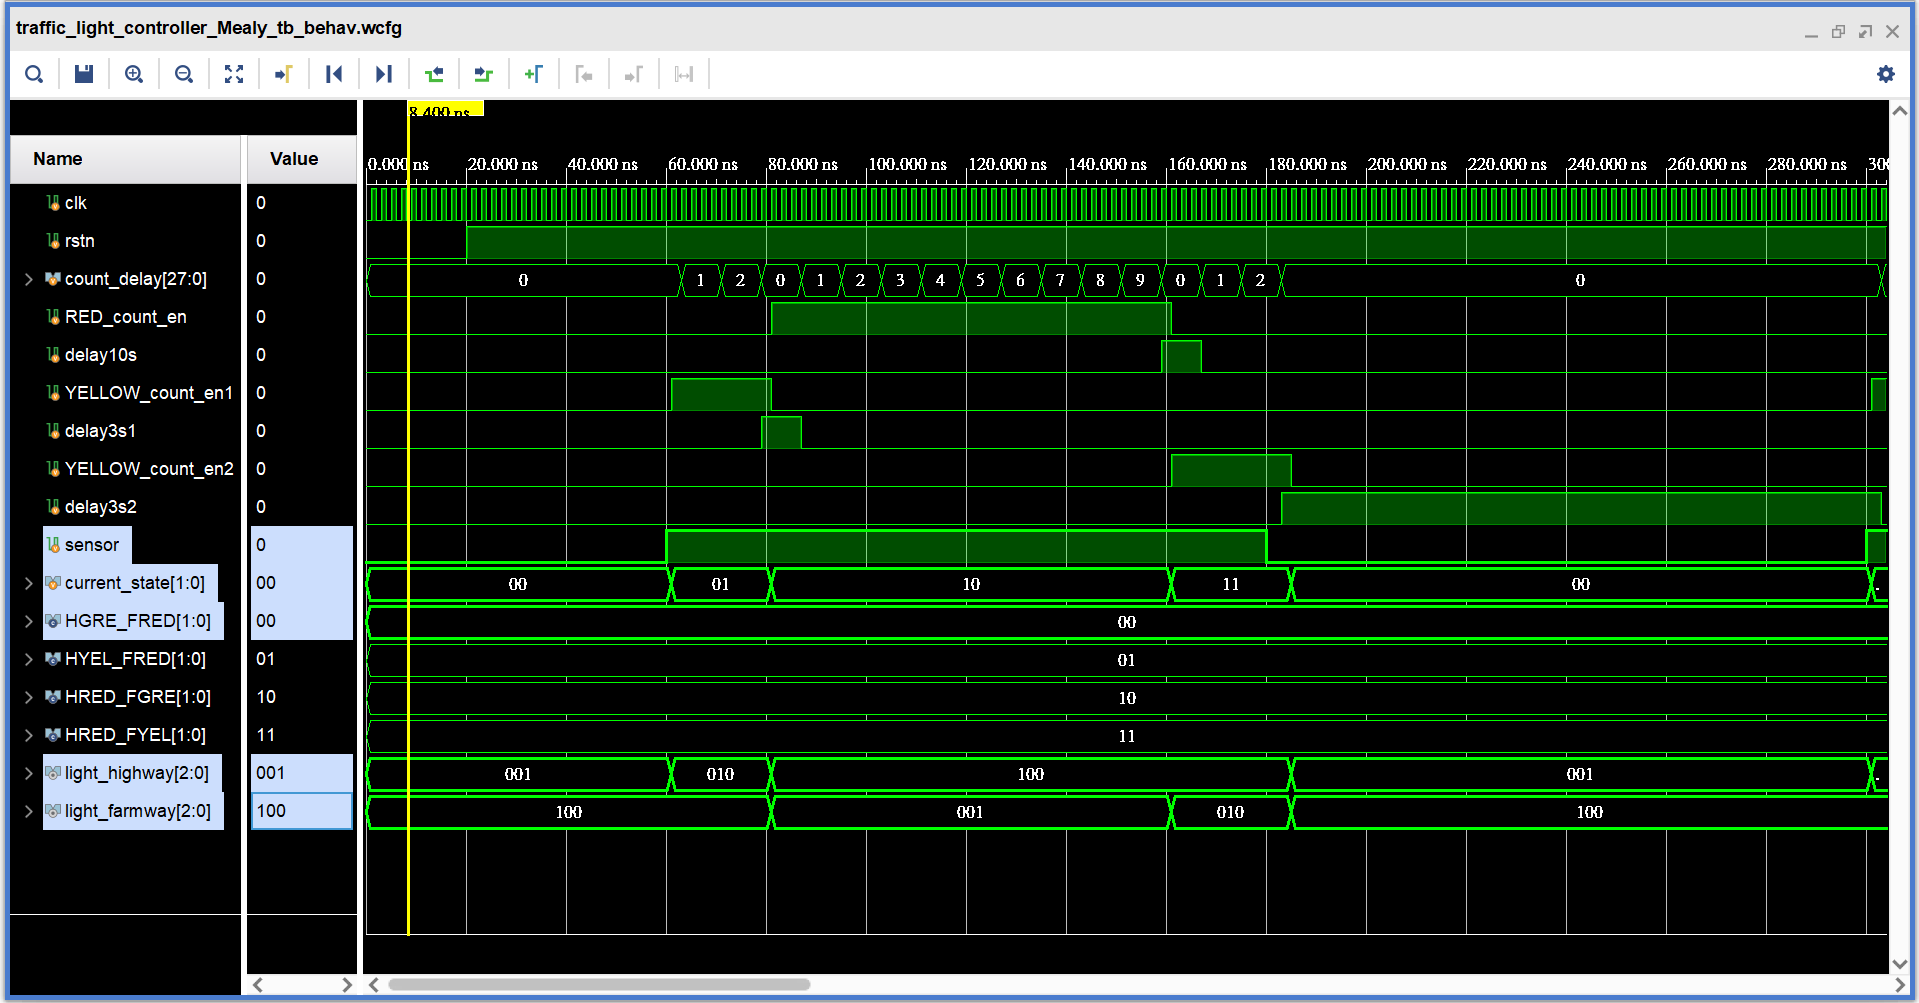 traffic_light_controller_Mealy_tb_behav.wcfg
8.400 ns
Name Value
0.000 ns 20.000 ns 40.000 ns 60.000 ns 80.000 ns 100.000 ns 120.000 ns 140.000 ns 160.000 ns 180.000 ns 200.000 ns 220.000 ns 240.000 ns 260.000 ns 280.000 ns 300
clk 0
rstn 0
count_delay[27:0] 0 0 1 2 0 1 2 3 4 5 6 7 8 9 0 1 2 0
RED_count_en 0
delay10s 0
YELLOW_count_en1 0
delay3s1 0
YELLOW_count_en2 0
delay3s2 0
sensor 0
current_state[1:0] 00 00 01 10 11 00 .
HGRE_FRED[1:0] 00 00
HYEL_FRED[1:0] 01 01
HRED_FGRE[1:0] 10 10
HRED_FYEL[1:0] 11 11
light_highway[2:0] 001 001 010 100 001 .
light_farmway[2:0] 100 100 001 010 100